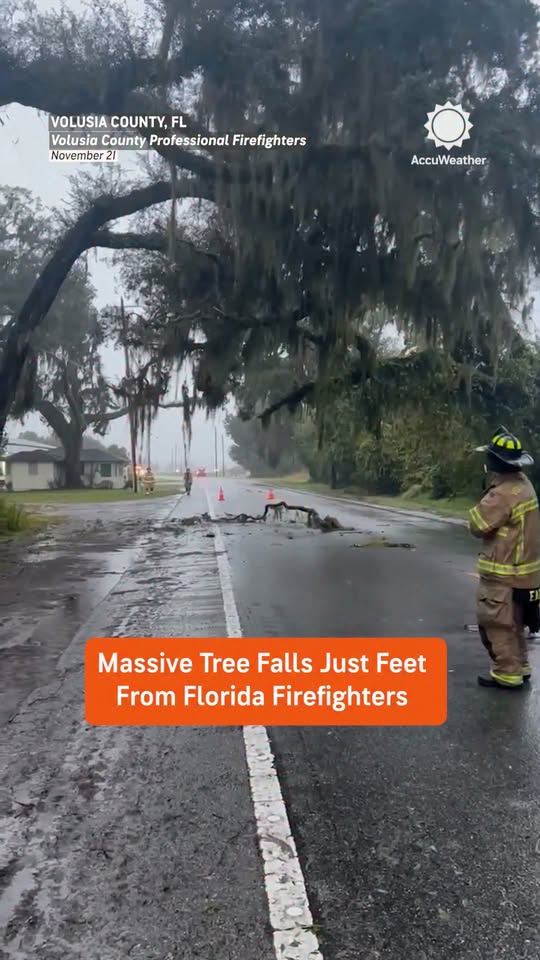 VOLUSIA COUNTY, FL
Volusia County Professional Firefighters
November 21
AccuWeather
Massive Tree Falls Just Feet
From Florida Firefighters